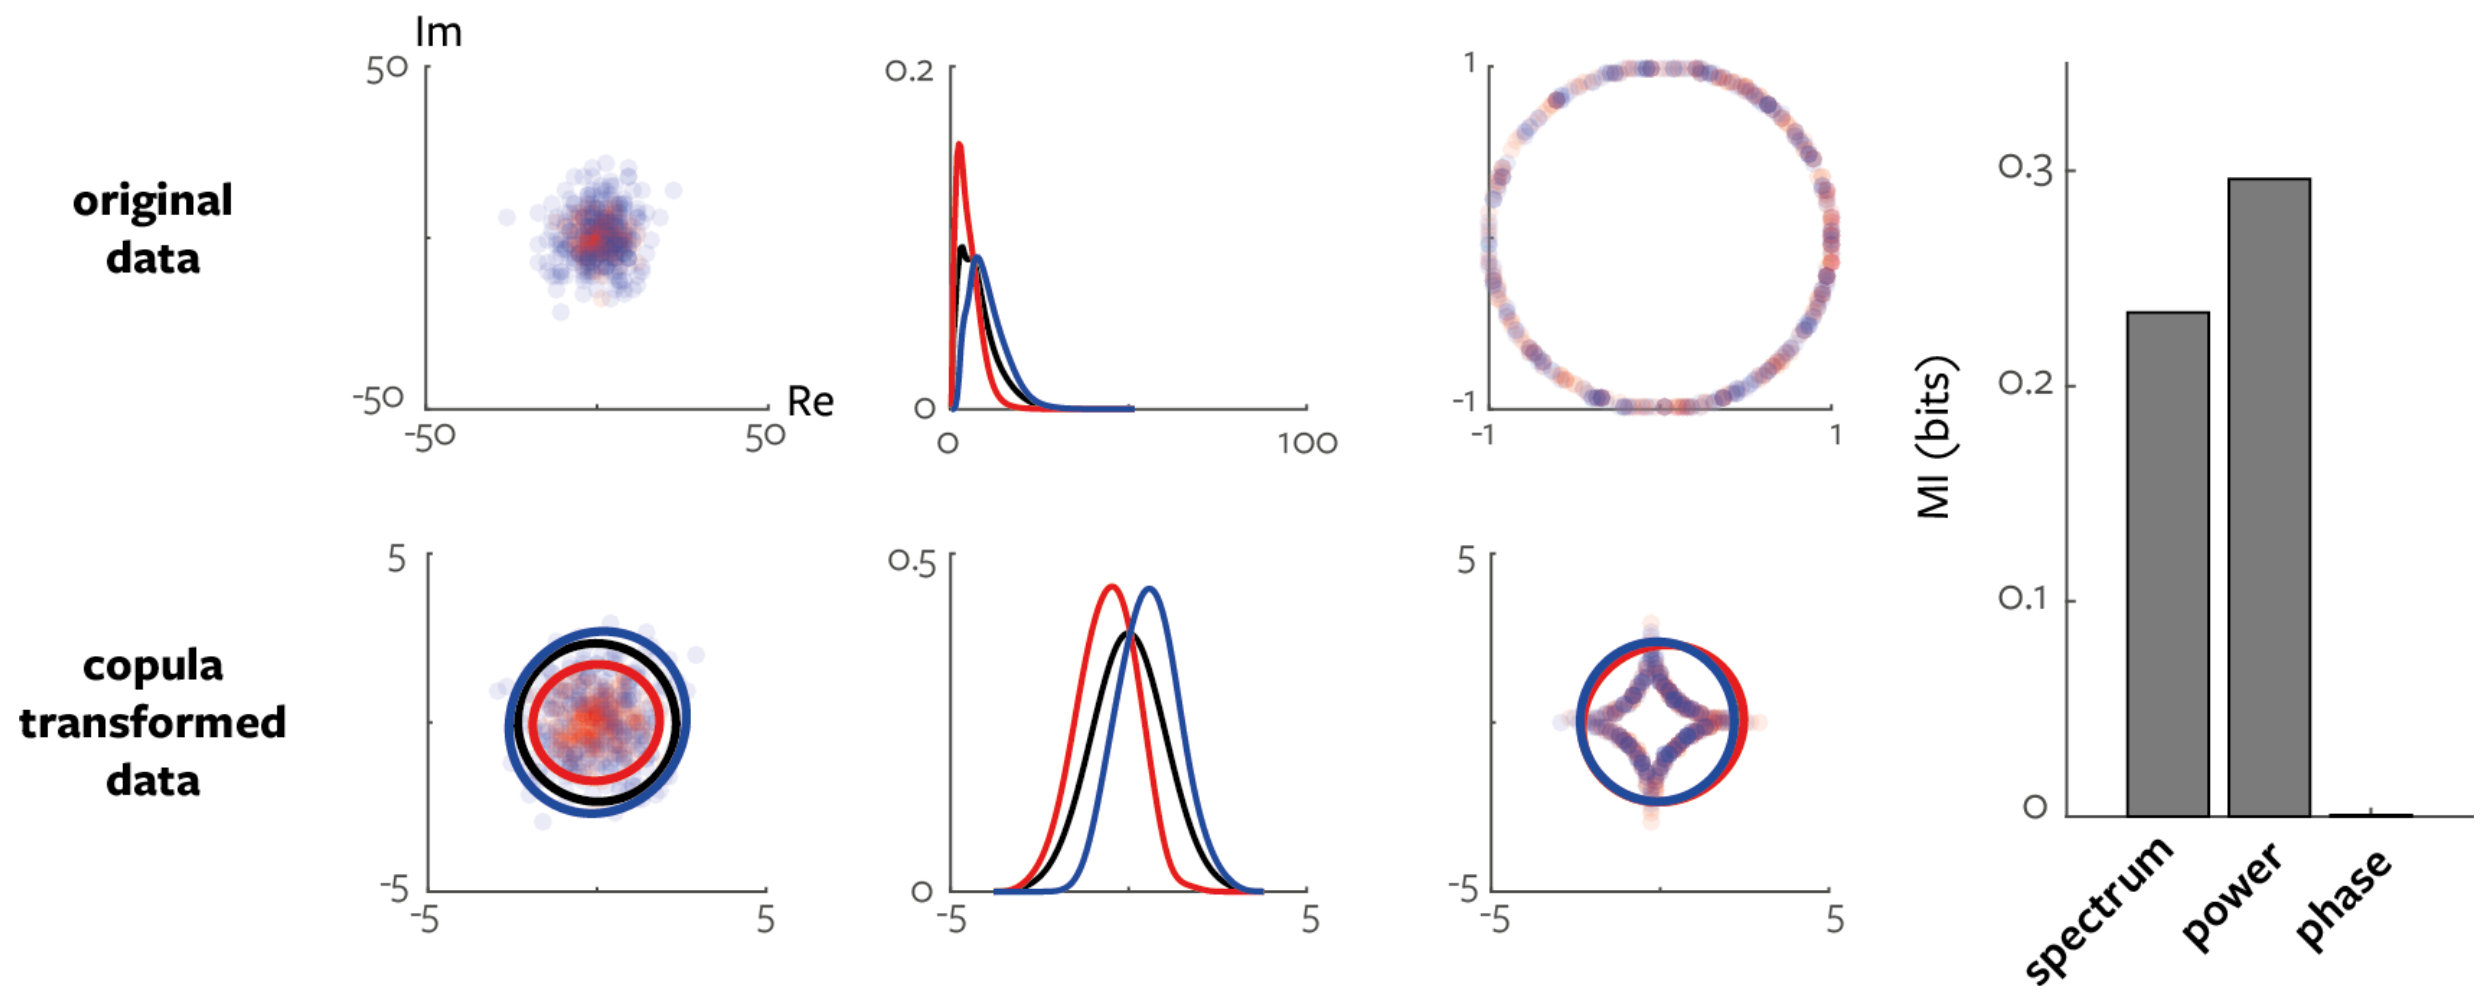 Im
50
-50
Re
-50
50
original
data
0.2
0
0
100
1
-1
-1
1
MI (bits)
0.3
0.2
0.1
0
spectrum
power
phase
copula
transformed
data
5
-5
-5
5
0.5
0
-5
5
5
-5
-5
5